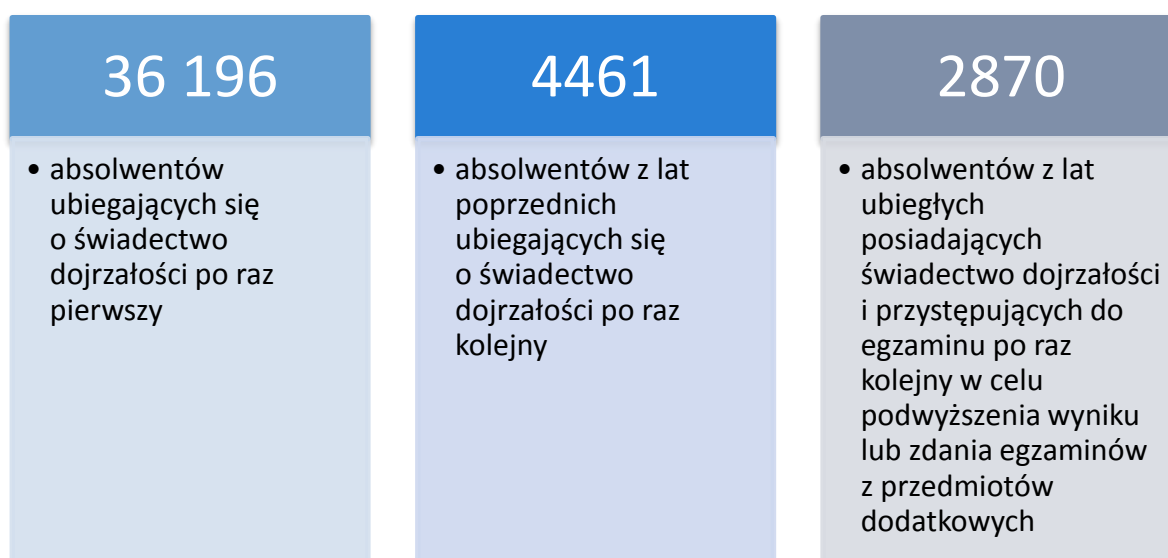 36 196
• absolwentów
ubiegających się
o świadectwo
dojrzałości po raz
pierwszy
4461
• absolwentów z lat
poprzednich
ubiegających się
o świadectwo
dojrzałości po raz
kolejny
2870
• absolwentów z lat
ubiegłych
posiadających
świadectwo dojrzałości
i przystępujących do
egzaminu po raz
kolejny w celu
podwyższenia wyniku
lub zdania egzaminów
z przedmiotów
dodatkowych